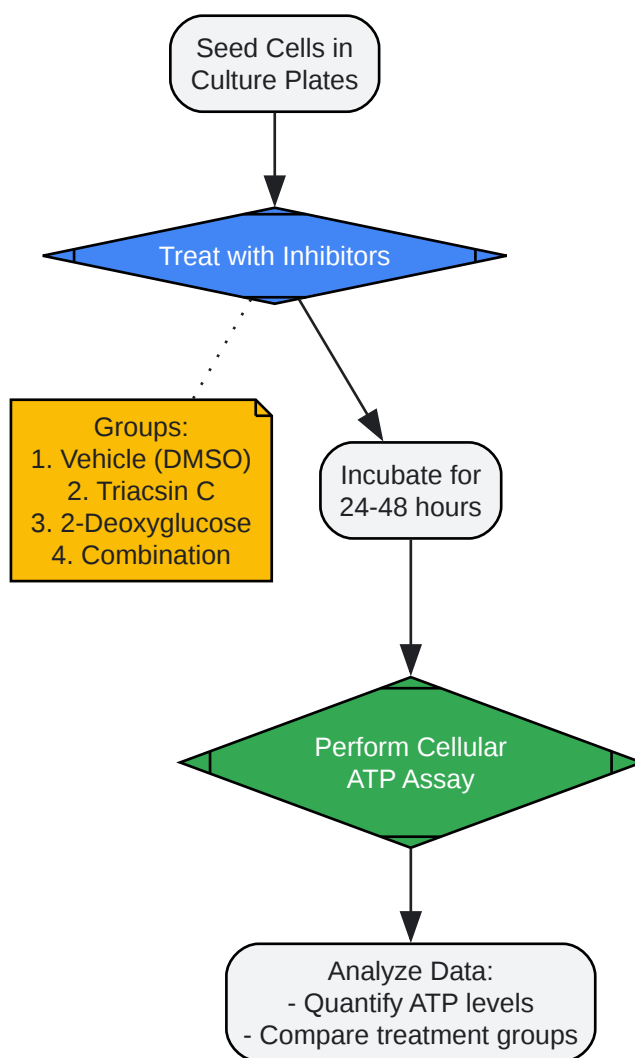 Seed Cells in
Culture Plates
Treat with Inhibitors
Groups:
1. Vehicle (DMSO)
2. Triacsin C
3. 2-Deoxyglucose
4. Combination
Incubate for
24-48 hours
Perform Cellular
ATP Assay
Analyze Data:
- Quantify ATP levels
- Compare treatment groups